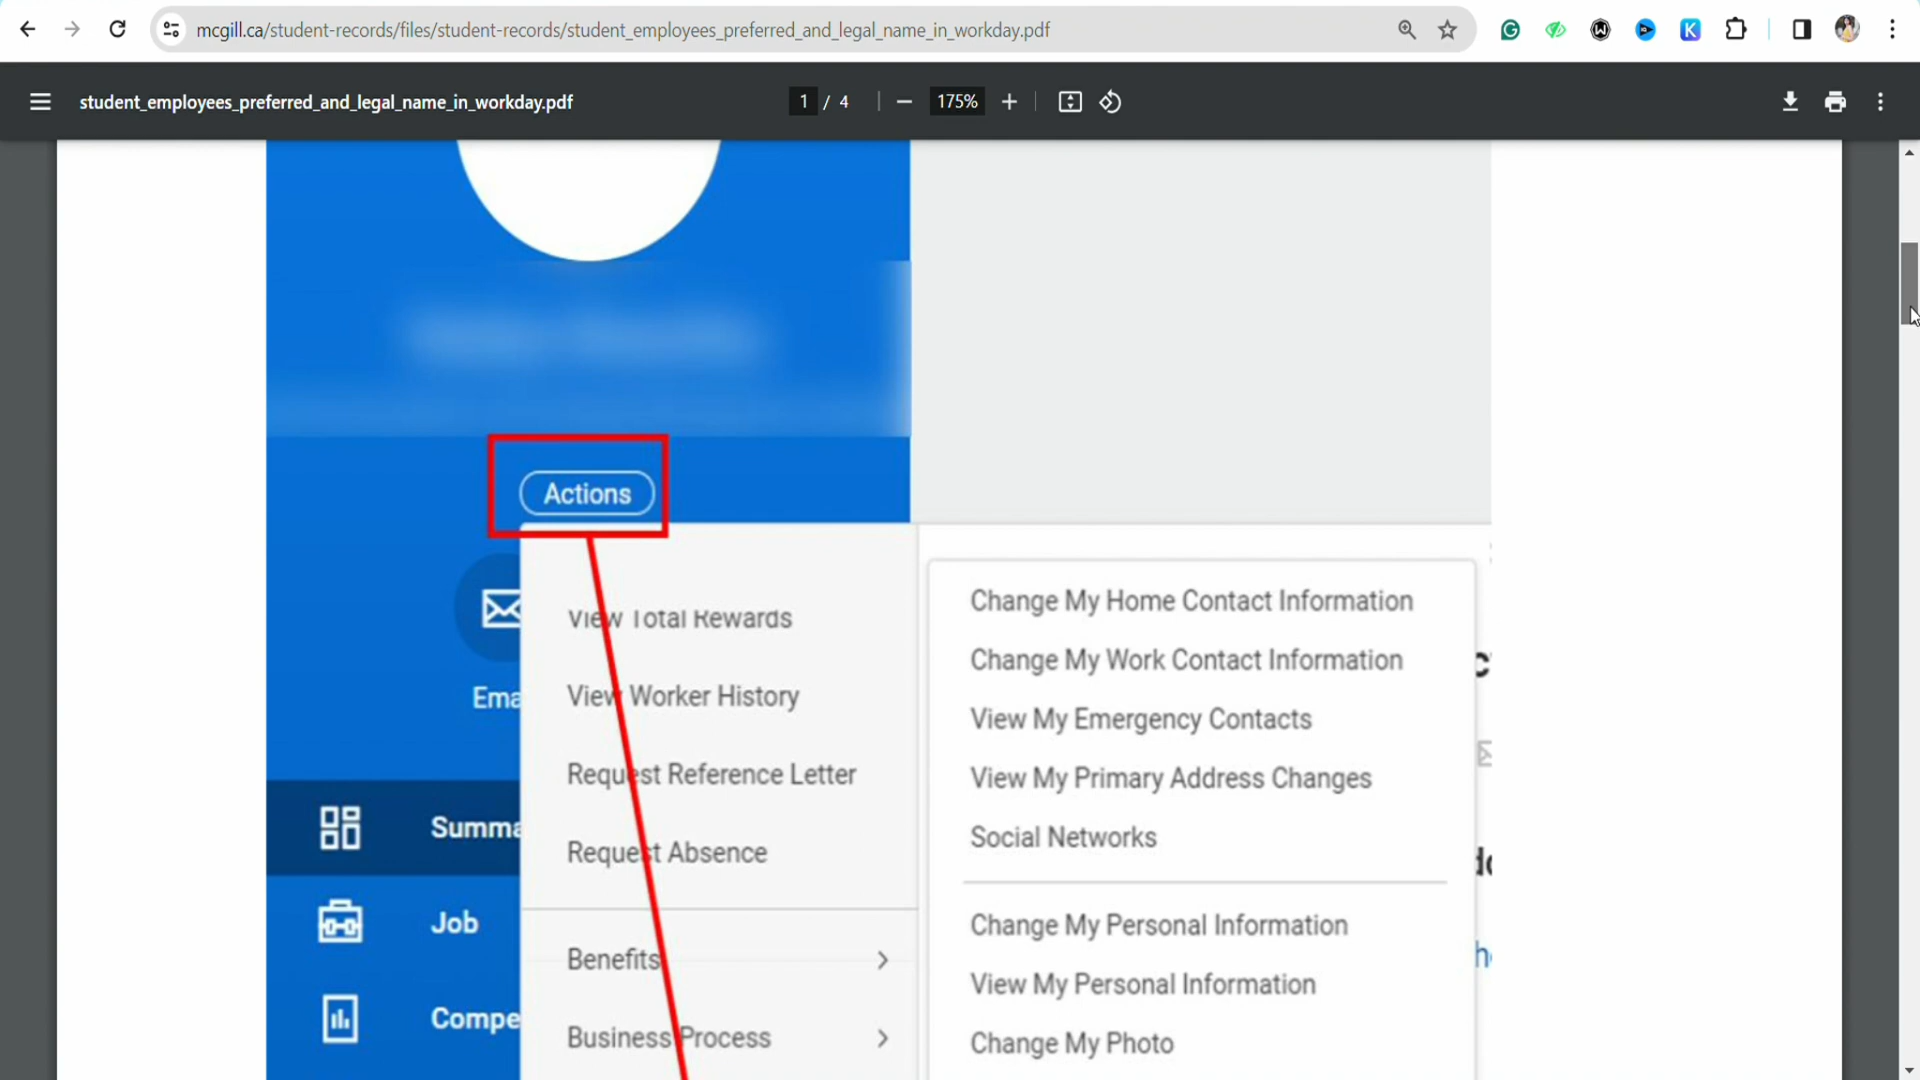 mcgill.ca/student-records/files/student-records/student_employees_preferred_and_legal_name_in_workday.pdf
student_employees_preferred_and_legal_name_in_workday.pdf
1 / 4
175%
Actions
View Total Rewards
View Worker History
Request Reference Letter
Request Absence
Benefits
Business Process
Change My Home Contact Information
Change My Work Contact Information
View My Emergency Contacts
View My Primary Address Changes
Social Networks
Change My Personal Information
View My Personal Information
Change My Photo
Ema
Summa
Job
Compe